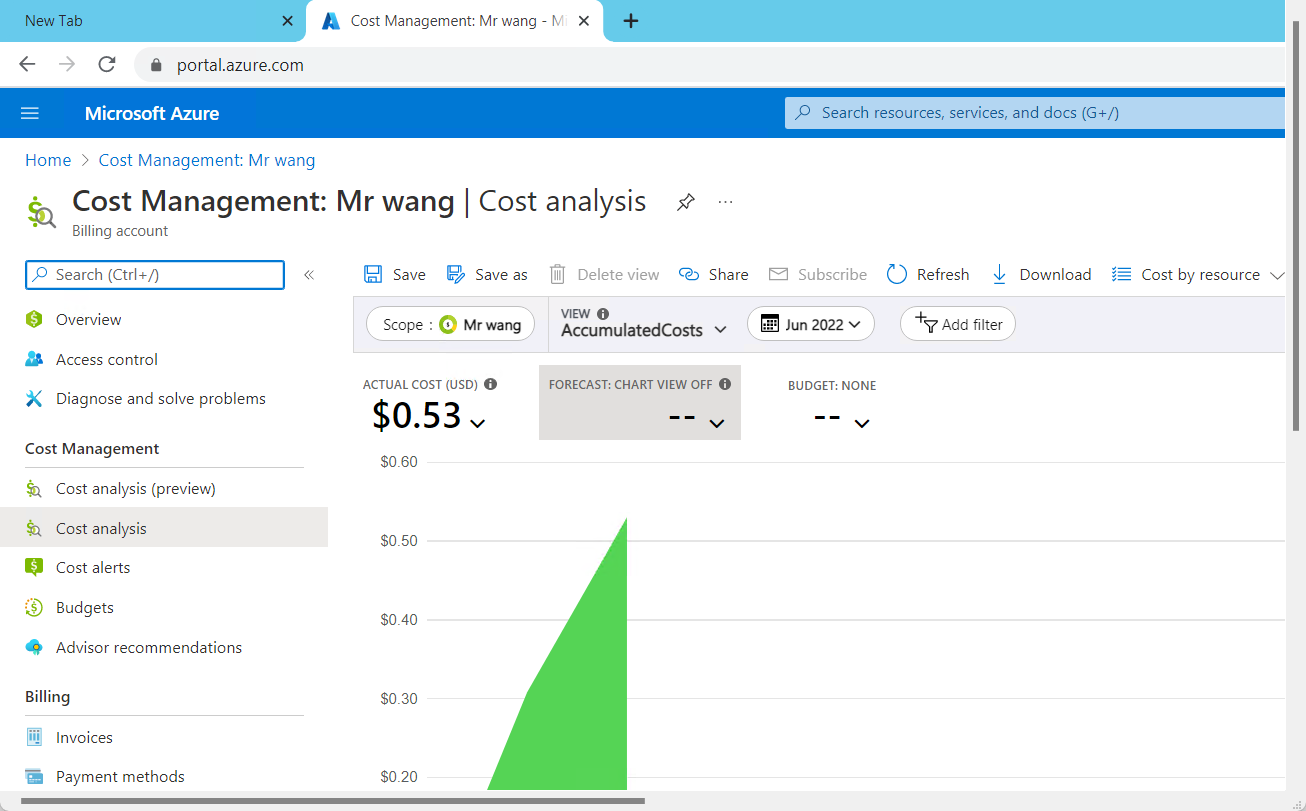 New Tab
Cost Management: Mr wang - Mi
portal.azure.com
Microsoft Azure
Search resources, services, and docs (G+/)
Home > Cost Management: Mr wang
Cost Management: Mr wang | Cost analysis
Billing account
Search (Ctrl+/)
Overview
Access control
Diagnose and solve problems
Cost Management
Cost analysis (preview)
Cost analysis
Cost alerts
Budgets
Advisor recommendations
Billing
Invoices
Payment methods
Save
Save as
Delete view
Share
Subscribe
Refresh
Download
Cost by resource
Scope : Mr wang
VIEW
AccumulatedCosts
Jun 2022
Add filter
ACTUAL COST (USD)
$0.53
FORECAST: CHART VIEW OFF
--
BUDGET: NONE
--
$0.60
$0.50
$0.40
$0.30
$0.20